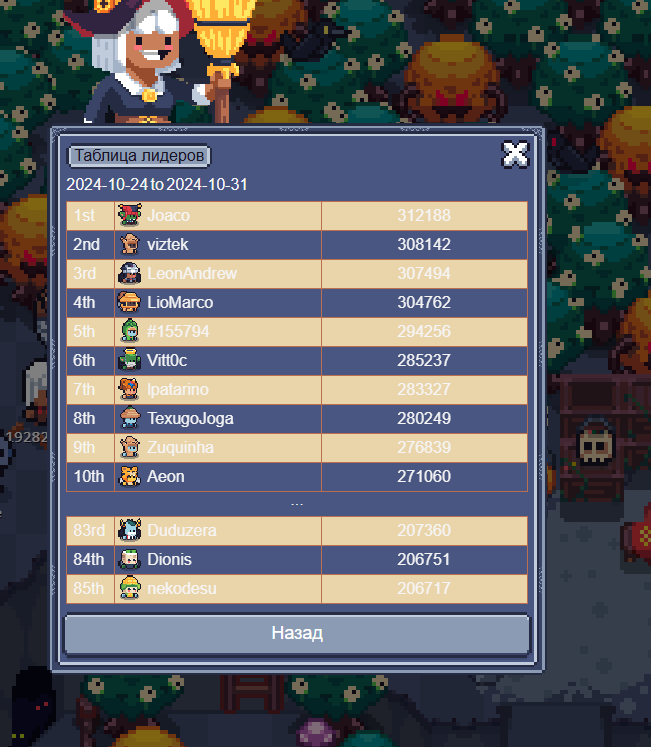 Таблица лидеров
2024-10-24 to 2024-10-31
1st Joaco 312188
2nd viztek 308142
3rd LeonAndrew 307494
4th LioMarco 304762
5th #155794 294256
6th Vitt0c 285237
7th Ipatarino 283327
8th TexugoJoga 280249
9th Zuquinha 276839
10th Aeon 271060
...
83rd Duduzera 207360
84th Dionis 206751
85th nekodesu 206717
Назад
19282